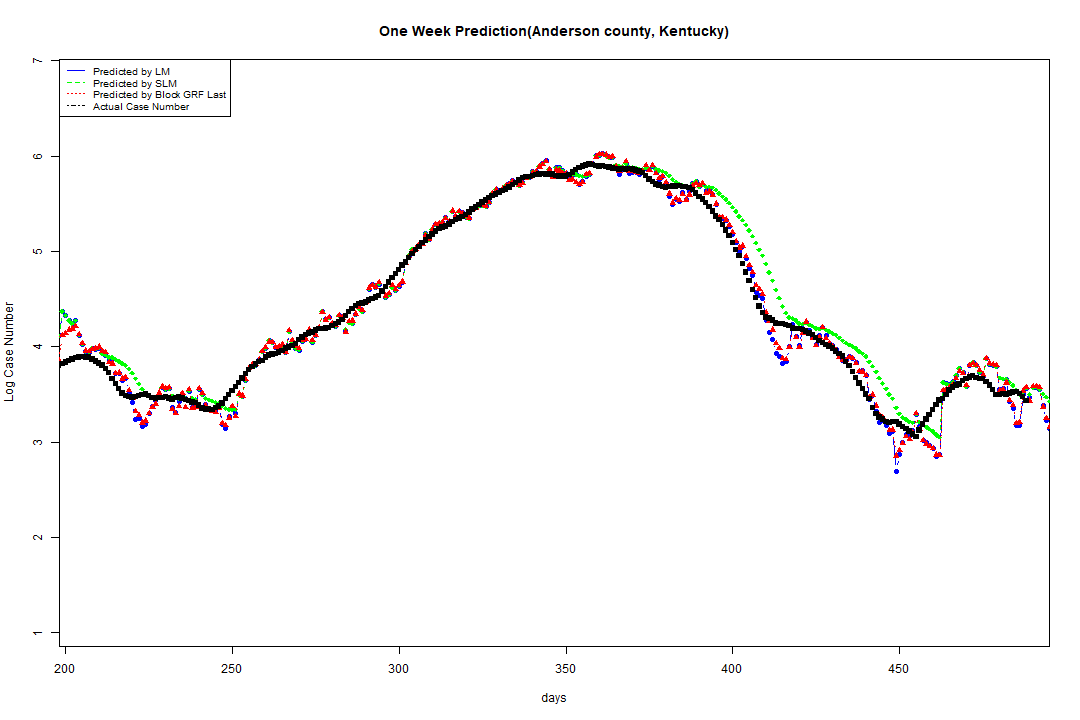 One Week Prediction(Anderson county, Kentucky)
Predicted by LM
Predicted by SLM
Predicted by Block GRF Last
Actual Case Number
7
6
5
4
3
2
1
Log Case Number
200 250 300 350 400 450
days